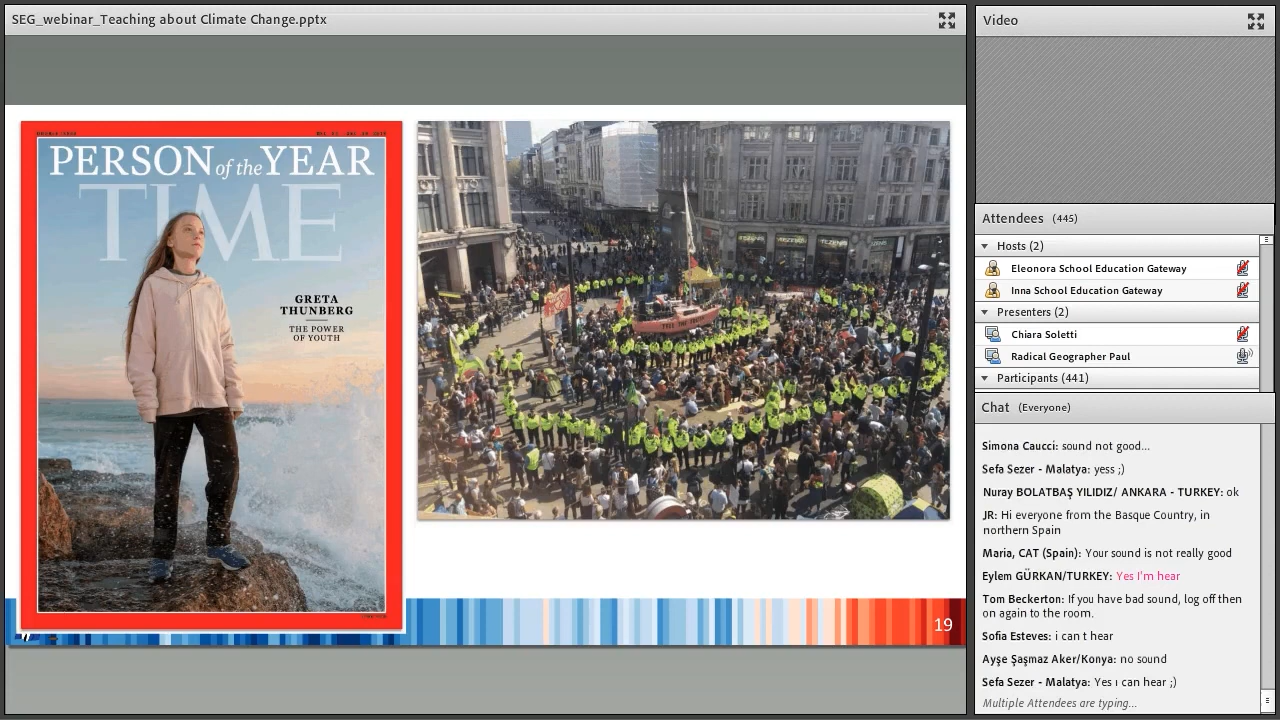 SEG_webinar_Teaching about Climate Change.pptx
PERSON of the YEAR
TIME
GRETA
THUNBERG
THE POWER
OF YOUTH
19
Video
Attendees (445)
Hosts (2)
Eleonora School Education Gateway
Inna School Education Gateway
Presenters (2)
Chiara Soletti
Radical Geographer Paul
Participants (441)
Chat (Everyone)
Simona Caucci: sound not good...
Sefa Sezer - Malatya: yess ;)
Nuray BOLATBAŞ YILIDIZ/ ANKARA - TURKEY: ok
JR: Hi everyone from the Basque Country, in
northern Spain
Maria, CAT (Spain): Your sound is not really good
Eylem GÜRKAN/TURKEY: Yes I'm hear
Tom Beckerton: If you have bad sound, log off then
on again to the room.
Sofia Esteves: i can t hear
Ayşe Şaşmaz Aker/Konya: no sound
Sefa Sezer - Malatya: Yes ı can hear ;)
Multiple Attendees are typing...